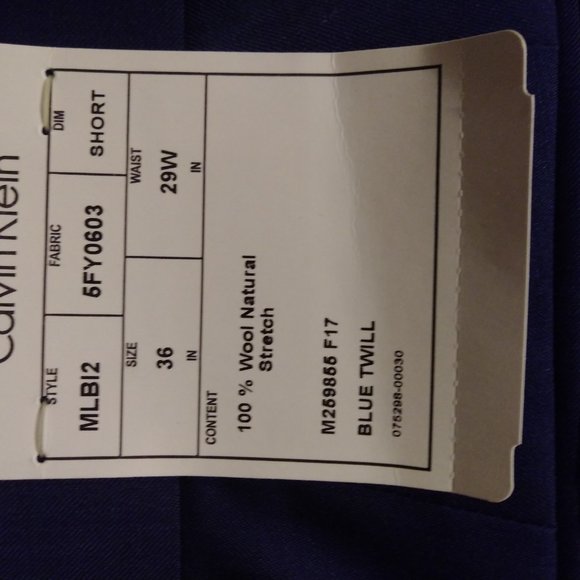 Calvin Klein
STYLE FABRIC DIM
MLBI2 5FY0603 SHORT
SIZE WAIST
36 29W
IN IN
CONTENT
100 % Wool Natural
Stretch
M259855 F17
BLUE TWILL
075298-00030